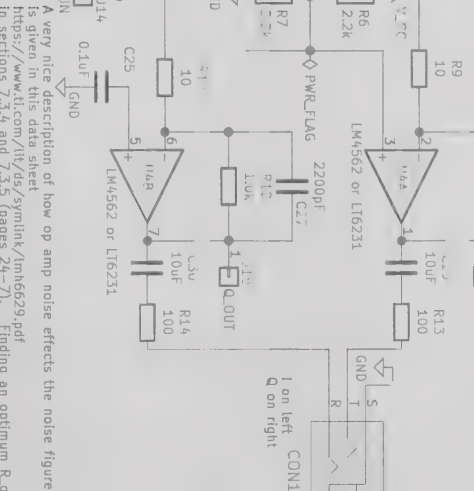 R9
10
R6
2.2k
R7
2
3
1
LM4562 or LT6231
10uF
R13
100
PWR_FLAG
2200pF
10
6
5
7
C25
0.1uF
GND
LM4562 or LT6231
1
Q_OUT
10uF
R14
100
GND
S
T
R
I on left
Q on right
CON1
A very nice description of how op amp noise effects the noise figure
is given in this data sheet
https://www.ti.com/lit/ds/symlink/lmh6629.pdf
in sections 7.3.4 and 7.3.5 (pages 24-7). Finding an optimum